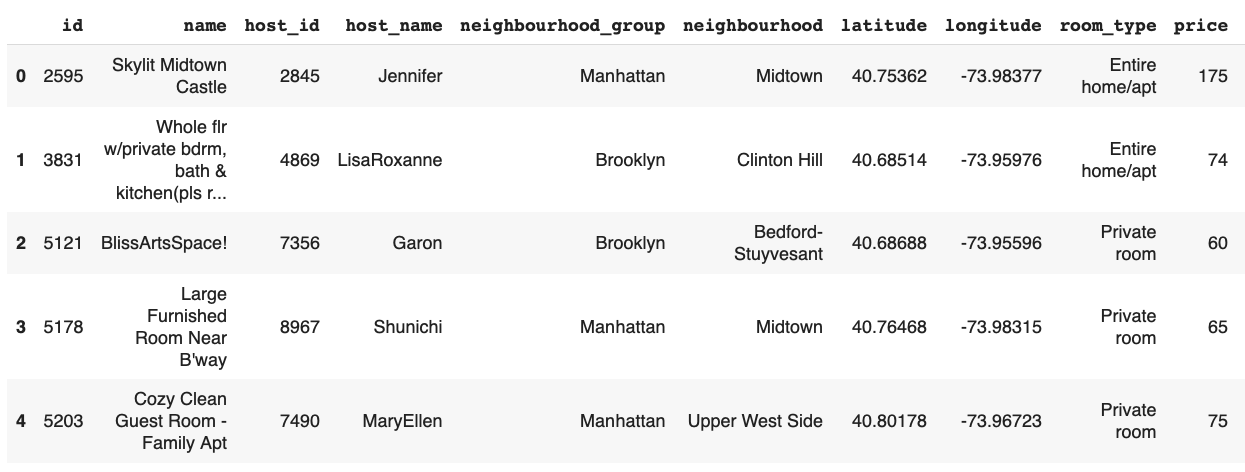 id name host_id host_name neighbourhood_group neighbourhood latitude longitude room_type price
0 2595 Skylit Midtown Castle 2845 Jennifer Manhattan Midtown 40.75362 -73.98377 Entire home/apt 175
1 3831 Whole flr w/private bdrm, bath & kitchen(pls r... 4869 LisaRoxanne Brooklyn Clinton Hill 40.68514 -73.95976 Entire home/apt 74
2 5121 BlissArtsSpace! 7356 Garon Brooklyn Bedford-Stuyvesant 40.68688 -73.95596 Private room 60
3 5178 Large Furnished Room Near B'way 8967 Shunichi Manhattan Midtown 40.76468 -73.98315 Private room 65
4 5203 Cozy Clean Guest Room - Family Apt 7490 MaryEllen Manhattan Upper West Side 40.80178 -73.96723 Private room 75